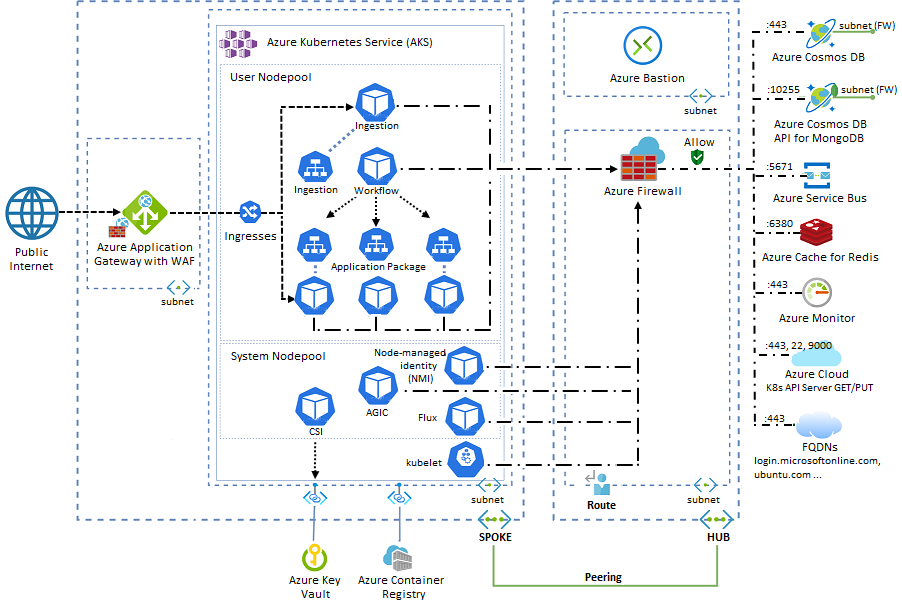 Azure Kubernetes Service (AKS)
User Nodepool
Ingestion
Ingestion
Workflow
Ingresses
Application Package
Public
Internet
Azure Application
Gateway with WAF
subnet
System Nodepool
Node-managed
identity
(NMI)
AGIC
CSI
Flux
kubelet
subnet
SPOKE
Azure Key
Vault
Azure Container
Registry
Azure Bastion
subnet
Azure Firewall
Allow
Route
subnet
HUB
Peering
:443
subnet (FW)
Azure Cosmos DB
:10255
subnet (FW)
Azure Cosmos DB
API for MongoDB
:5671
Azure Service Bus
:6380
Azure Cache for Redis
:443
Azure Monitor
:443, 22, 9000
Azure Cloud
K8s API Server GET/PUT
:443
FQDNs
login.microsoftonline.com,
ubuntu.com ...